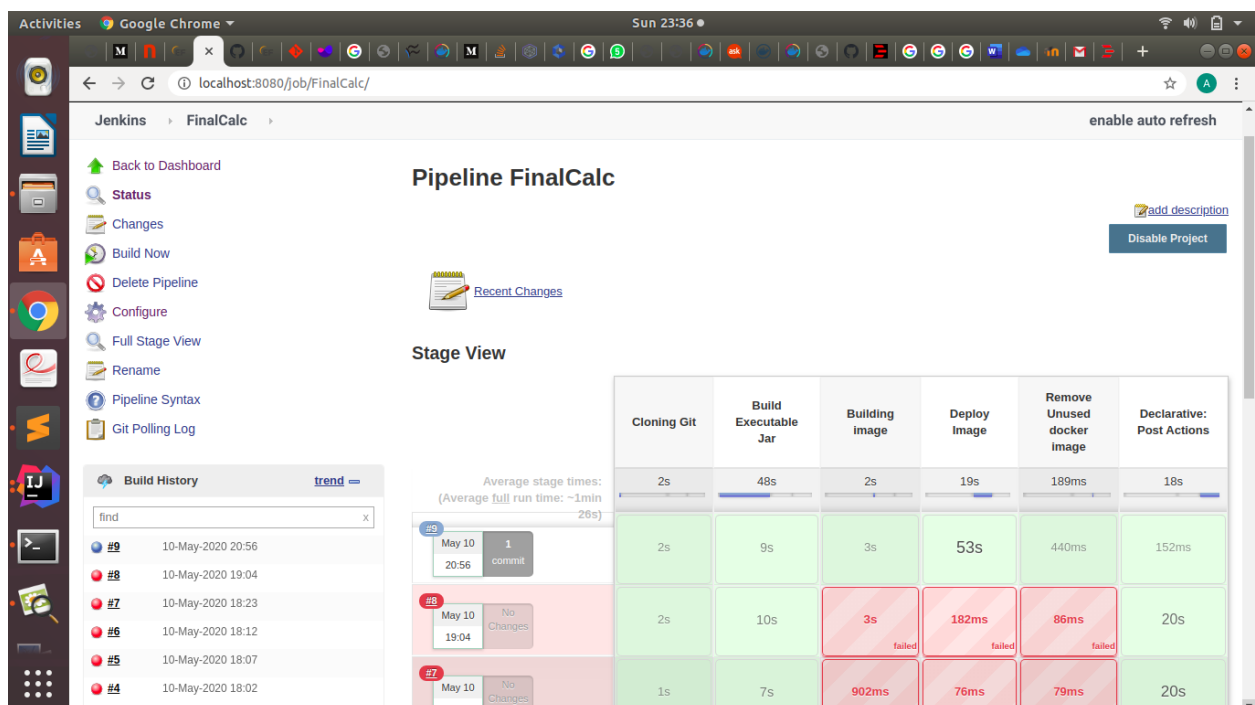 Activities
Google Chrome
Sun 23:36
localhost:8080/job/FinalCalc/
A
Jenkins
FinalCalc
enable auto refresh
Back to Dashboard
Status
Changes
Build Now
Delete Pipeline
Configure
Full Stage View
Rename
Pipeline Syntax
Git Polling Log
Build History
trend
find
x
#9 10-May-2020 20:56
#8 10-May-2020 19:04
#7 10-May-2020 18:23
#6 10-May-2020 18:12
#5 10-May-2020 18:07
#4 10-May-2020 18:02
Pipeline FinalCalc
add description
Disable Project
Recent Changes
Stage View
Cloning Git
Build
Executable
Jar
Building
image
Deploy
Image
Remove
Unused
docker
image
Declarative:
Post Actions
Average stage times:
(Average full run time: ~1min
26s)
2s 48s 2s 19s 189ms 18s
#9
May 10
20:56
1
commit
2s 9s 3s 53s 440ms 152ms
#8
May 10
19:04
No
Changes
2s 10s 3s 182ms 86ms 20s
failed failed failed
#7
May 10
No
Changes
1s 7s 902ms 76ms 79ms 20s